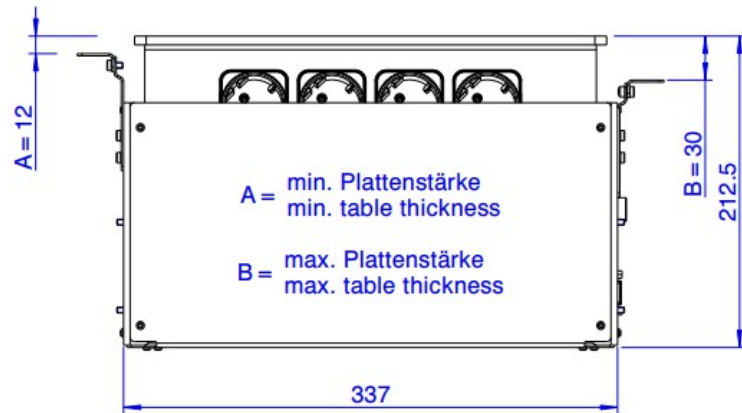 A = 12
A = min. Plattenstärke
min. table thickness
B = max. Plattenstärke
max. table thickness
B = 30
212.5
337